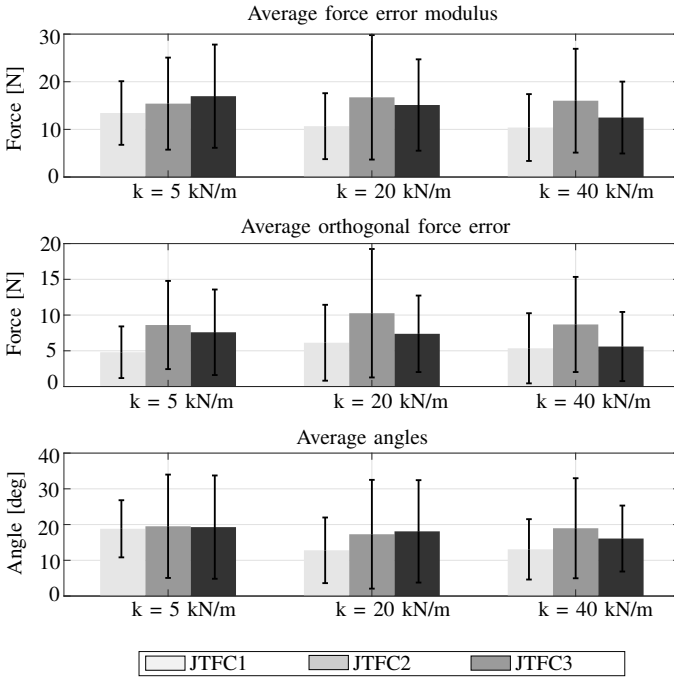 Average force error modulus
Force [N]
30
20
10
0
k = 5 kN/m k = 20 kN/m k = 40 kN/m
Average orthogonal force error
Force [N]
20
15
10
5
0
k = 5 kN/m k = 20 kN/m k = 40 kN/m
Average angles
Angle [deg]
40
30
20
10
0
k = 5 kN/m k = 20 kN/m k = 40 kN/m
JTFC1 JTFC2 JTFC3